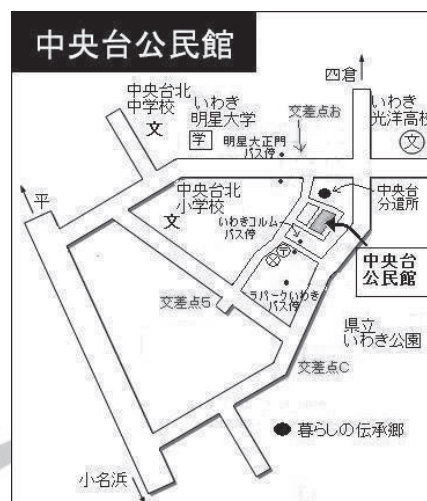 中央台公民館
四倉
中央台北
中学校
文
いわき
明星大学
学
交差点お
いわき
光洋高校
文
明星大正門
バス停
平
中央台北
小学校
文
中央台
分遣所
いわきコルム
バス停
中央台
公民館
ラパークいわき
バス停
交差点5
県立
いわき公園
交差点C
暮らしの伝承郷
小名浜